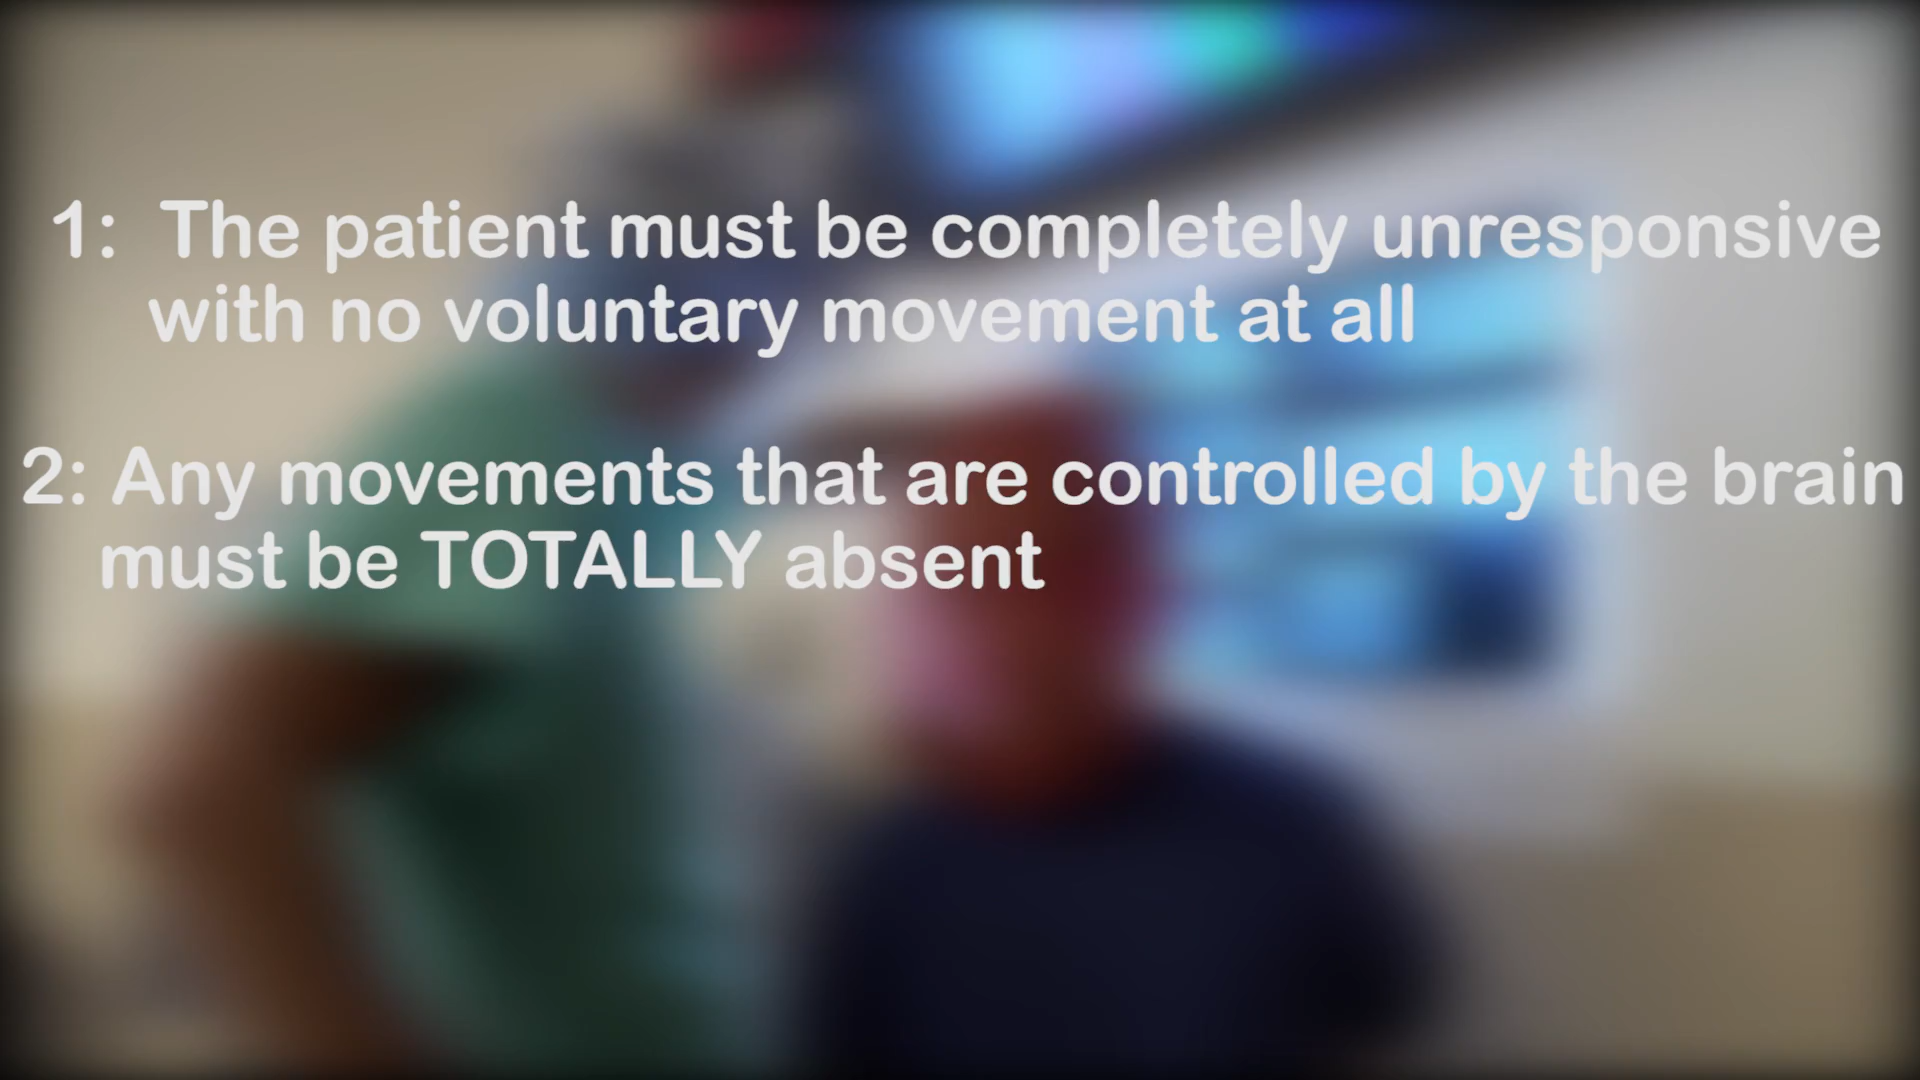 1: The patient must be completely unresponsive
with no voluntary movement at all
2: Any movements that are controlled by the brain
must be TOTALLY absent